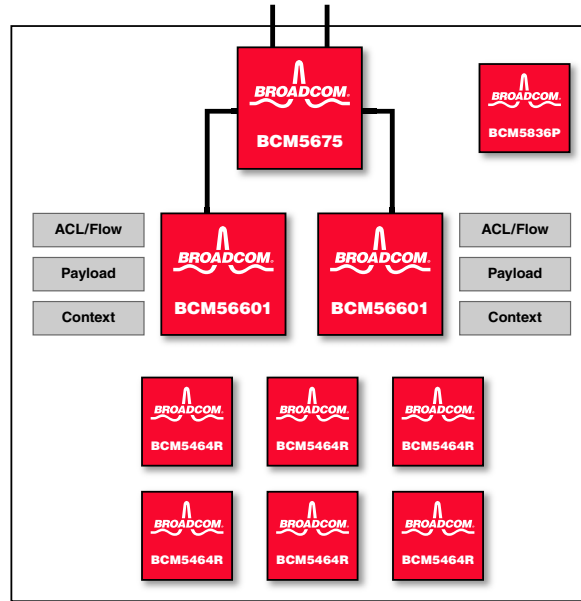 BROADCOM®
BCM5675
BROADCOM®
BCM5836P
ACL/Flow
Payload
Context
BROADCOM®
BCM56601
BROADCOM®
BCM56601
ACL/Flow
Payload
Context
BROADCOM®
BCM5464R
BROADCOM®
BCM5464R
BROADCOM®
BCM5464R
BROADCOM®
BCM5464R
BROADCOM®
BCM5464R
BROADCOM®
BCM5464R